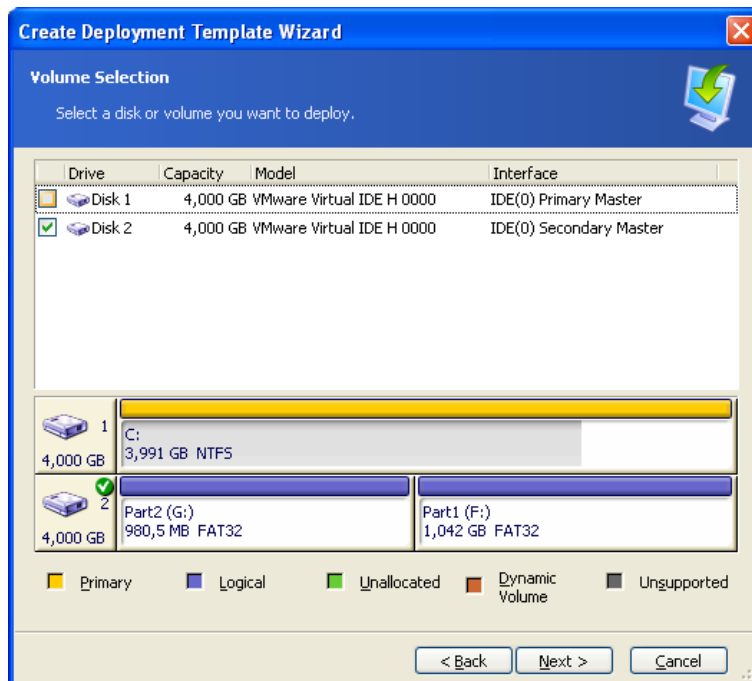 Create Deployment Template Wizard
Volume Selection
Select a disk or volume you want to deploy.
Drive Capacity Model Interface
Disk 1 4,000 GB VMware Virtual IDE H 0000 IDE(0) Primary Master
Disk 2 4,000 GB VMware Virtual IDE H 0000 IDE(0) Secondary Master
1
C:
4,000 GB 3,991 GB NTFS
2
Part2 (G:) Part1 (F:)
4,000 GB 980,5 MB FAT32 1,042 GB FAT32
Primary Logical Unallocated Dynamic Volume Unsupported
< Back Next > Cancel